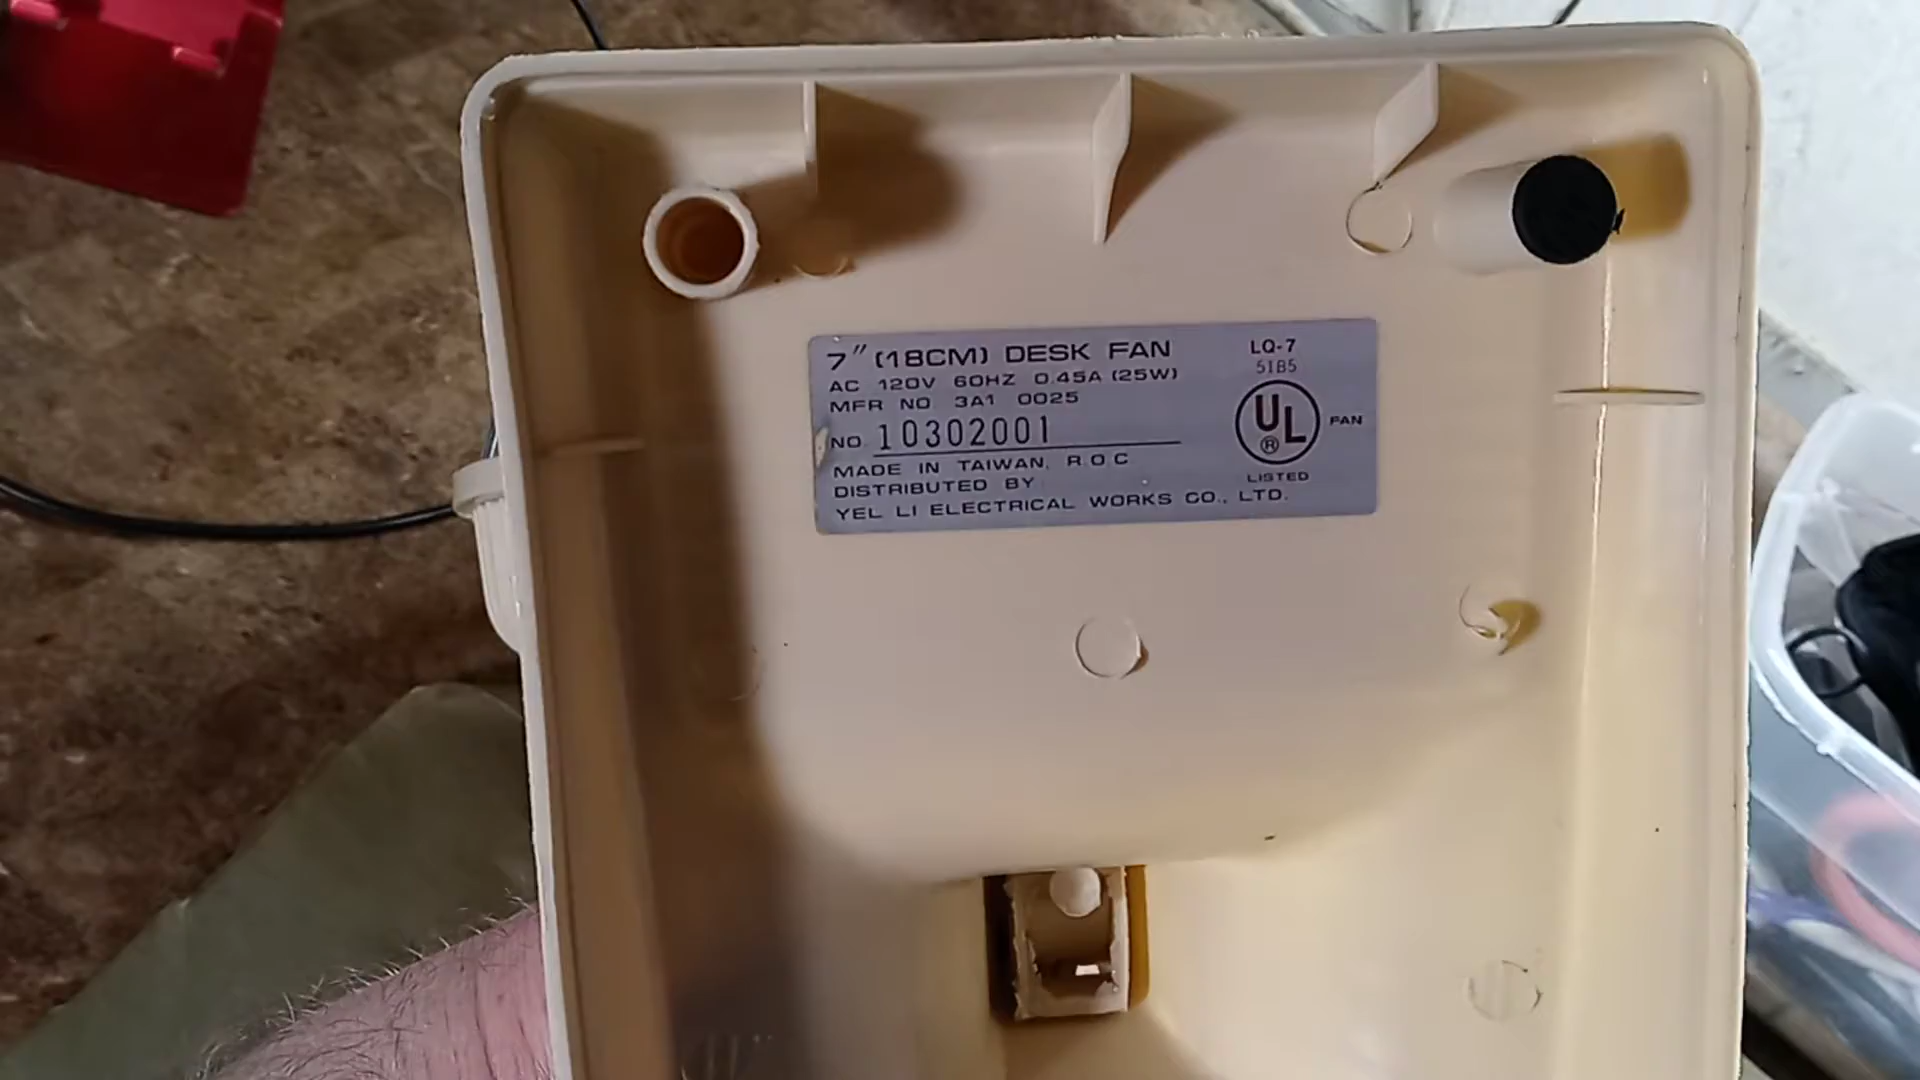 7" (18CM) DESK FAN
AC 120V 60HZ 0.45A (25W)
MFR NO 3A1 0025
NO. 10302001
MADE IN TAIWAN, R.O.C
DISTRIBUTED BY
YEL LI ELECTRICAL WORKS CO., LTD.
LQ-7
51B5
UL
®
FAN
LISTED